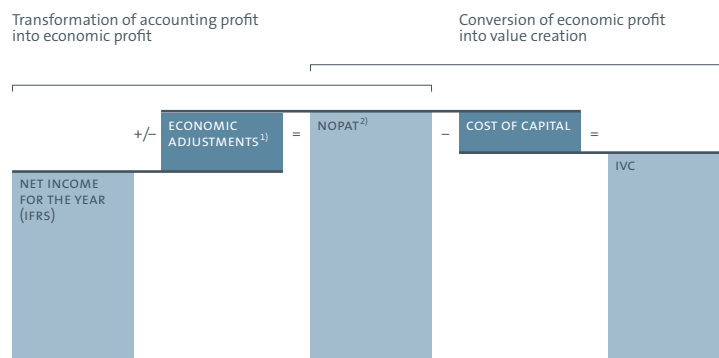 Transformation of accounting profit
into economic profit
Conversion of economic profit
into value creation
+/–
ECONOMIC
ADJUSTMENTS1)
=
NOPAT2)
–
COST OF CAPITAL
=
NET INCOME
FOR THE YEAR
(IFRS)
IVC